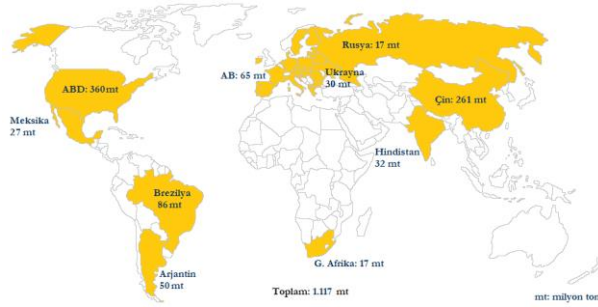 Rusya: 17 mt
AB: 65 mt
Ukrayna
30 mt
ABD: 360 mt
Çin: 261 mt
Meksika
27 mt
Hindistan
32 mt
Brezilya
86 mt
G. Afrika: 17 mt
Arjantin
50 mt
Toplam: 1.117 mt
mt: milyon ton